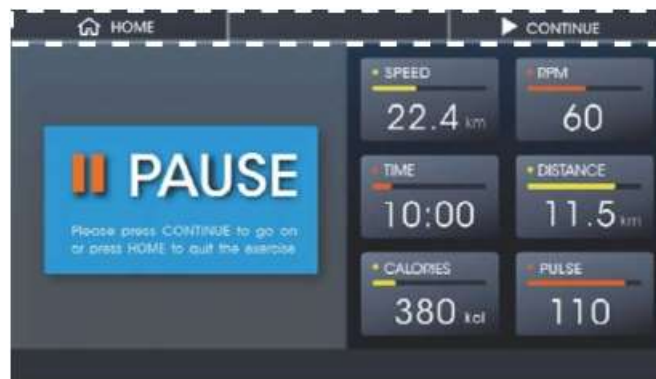 HOME
CONTINUE
PAUSE
Please press CONTINUE to go on
or press HOME to quit the exercise
SPEED
22.4 km
RPM
60
TIME
10:00
DISTANCE
11.5 km
CALORIES
380 kcl
PULSE
110